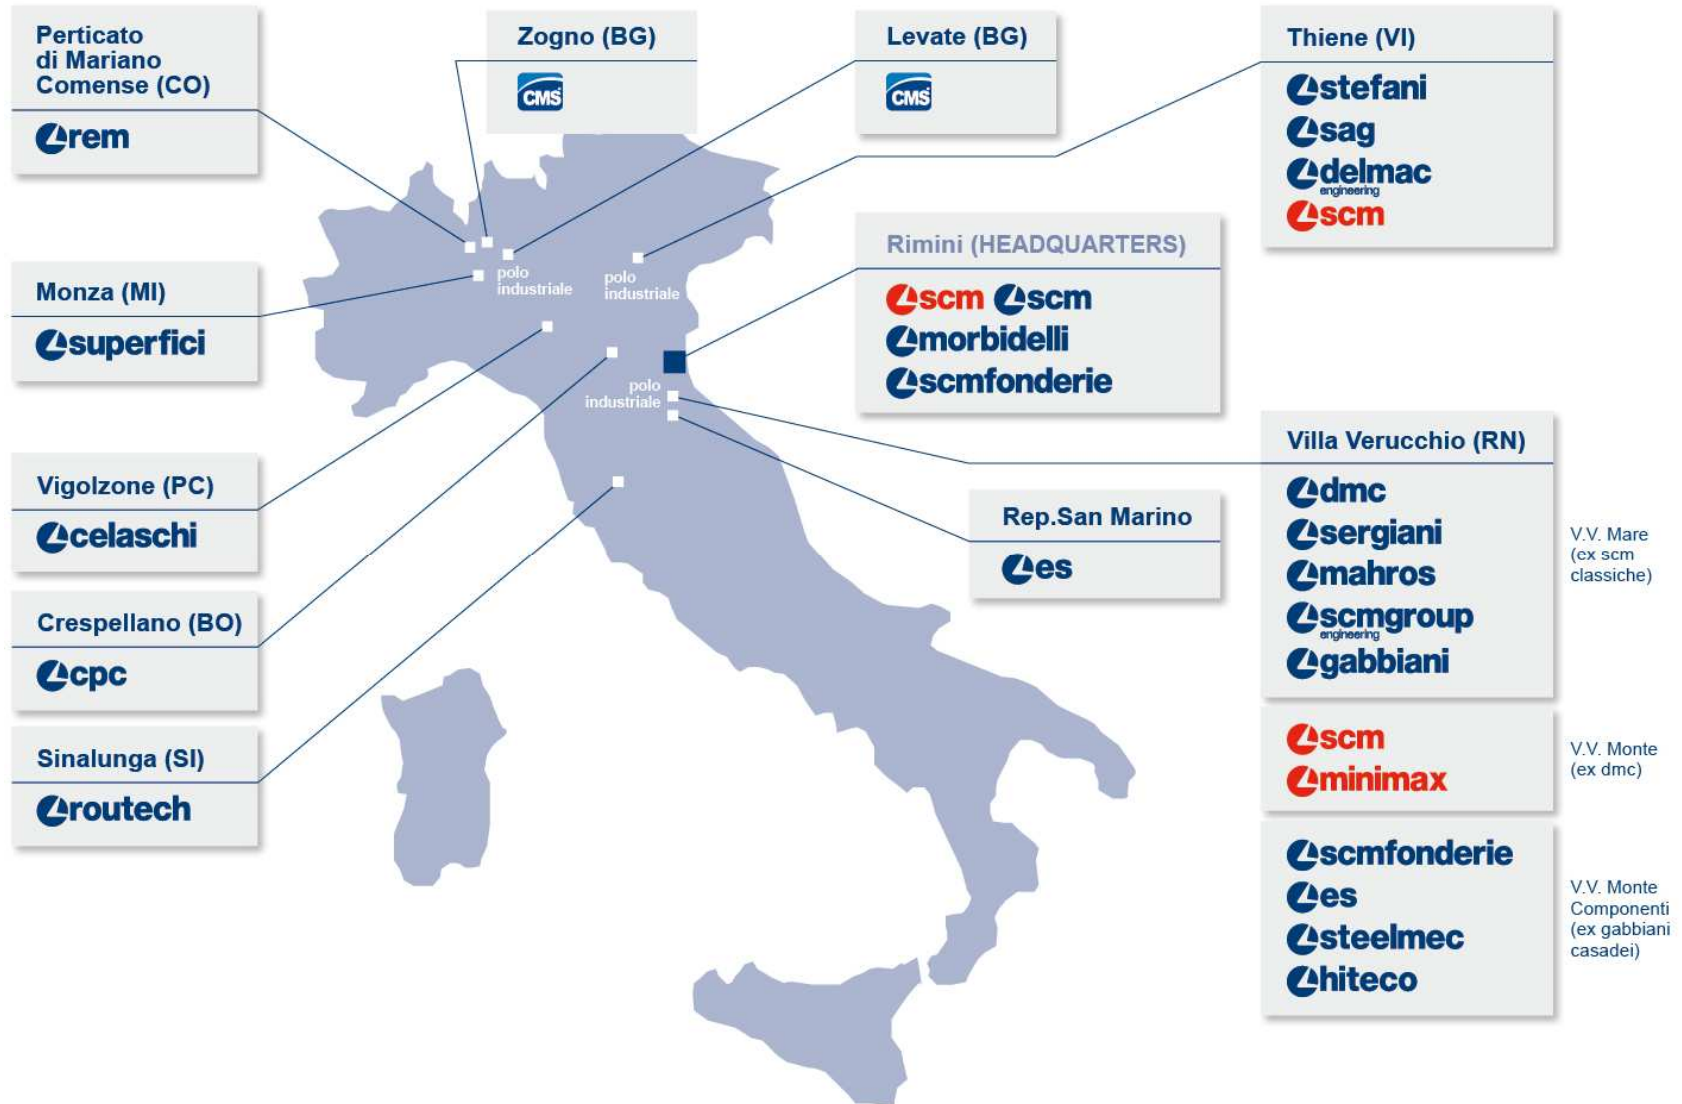 Perticato
di Mariano
Comense (CO)
rem
Zogno (BG)
CMS
Levate (BG)
CMS
Thiene (VI)
stefani
sag
delmac
engineering
scm
Monza (MI)
superfici
polo
industriale
polo
industriale
Rimini (HEADQUARTERS)
scm scm
morbidelli
scmfonderie
polo
industriale
Vigolzone (PC)
celaschi
Crespellano (BO)
cpc
Sinalunga (SI)
routech
Rep.San Marino
es
Villa Verucchio (RN)
dmc
sergiani
mahros
scmgroup
engineering
gabbiani
V.V. Mare
(ex scm
classiche)
scm
minimax
V.V. Monte
(ex dmc)
scmfonderie
es
steelmec
hiteco
V.V. Monte
Componenti
(ex gabbiani
casadei)